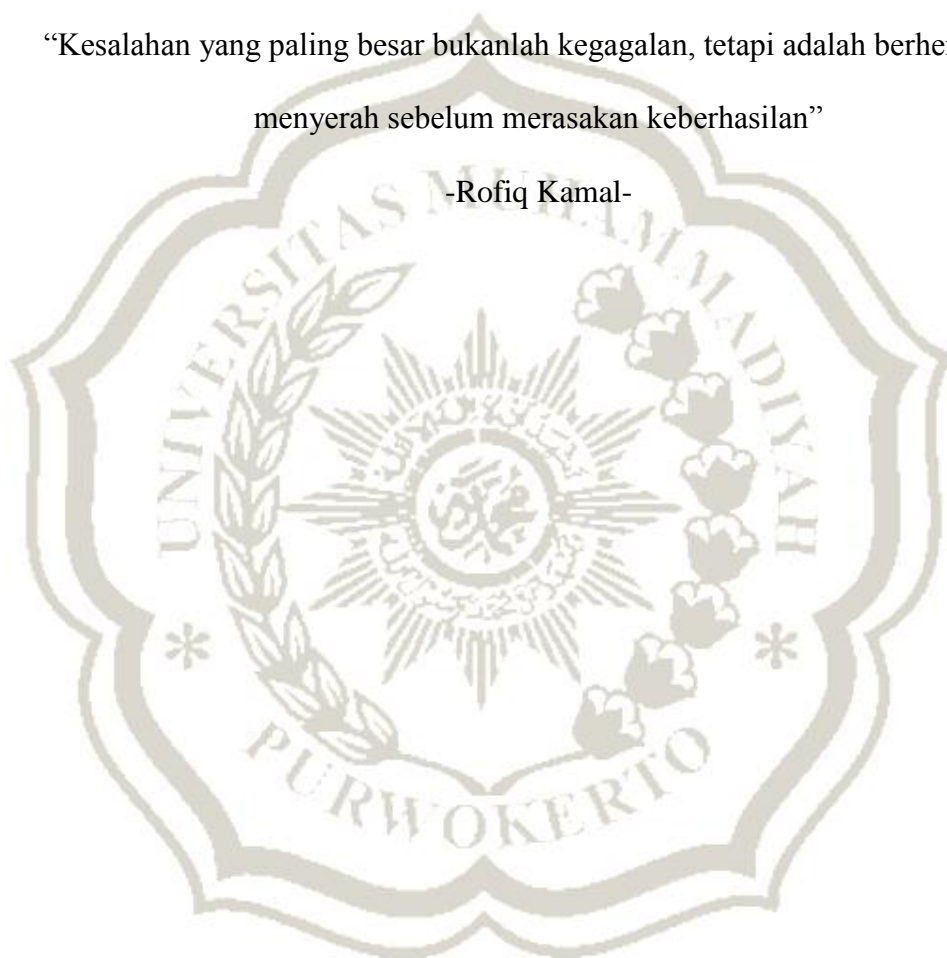 “Kesalahan yang paling besar bukanlah kegagalan, tetapi adalah
menyerah sebelum merasakan keberhasilan”
-Rofiq Kamal-
UNIVERSITAS MUHAMMADIYAH
PURWOKERTO